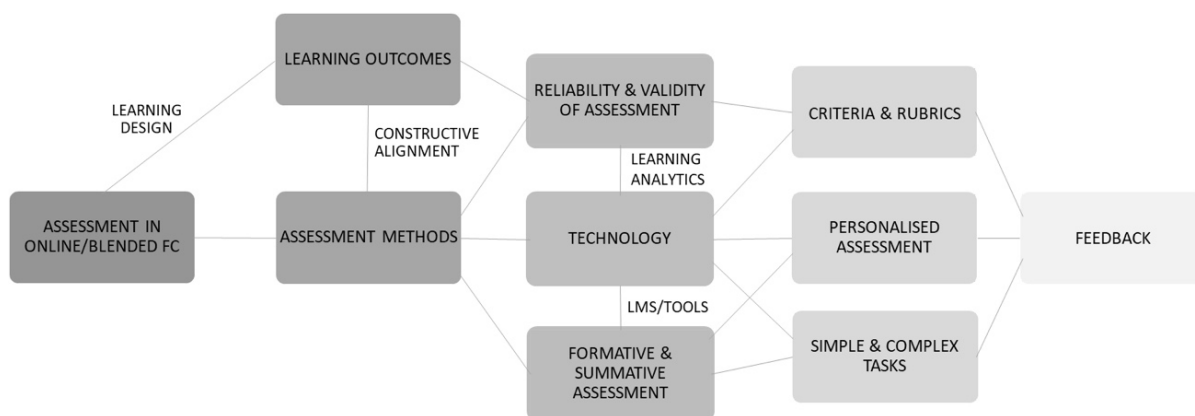 LEARNING OUTCOMES
LEARNING
DESIGN
CONSTRUCTIVE
ALIGNMENT
ASSESSMENT IN
ONLINE/BLENDED FC
ASSESSMENT METHODS
RELIABILITY & VALIDITY
OF ASSESSMENT
LEARNING
ANALYTICS
TECHNOLOGY
LMS/TOOLS
FORMATIVE &
SUMMATIVE
ASSESSMENT
CRITERIA & RUBRICS
PERSONALISED
ASSESSMENT
SIMPLE & COMPLEX
TASKS
FEEDBACK